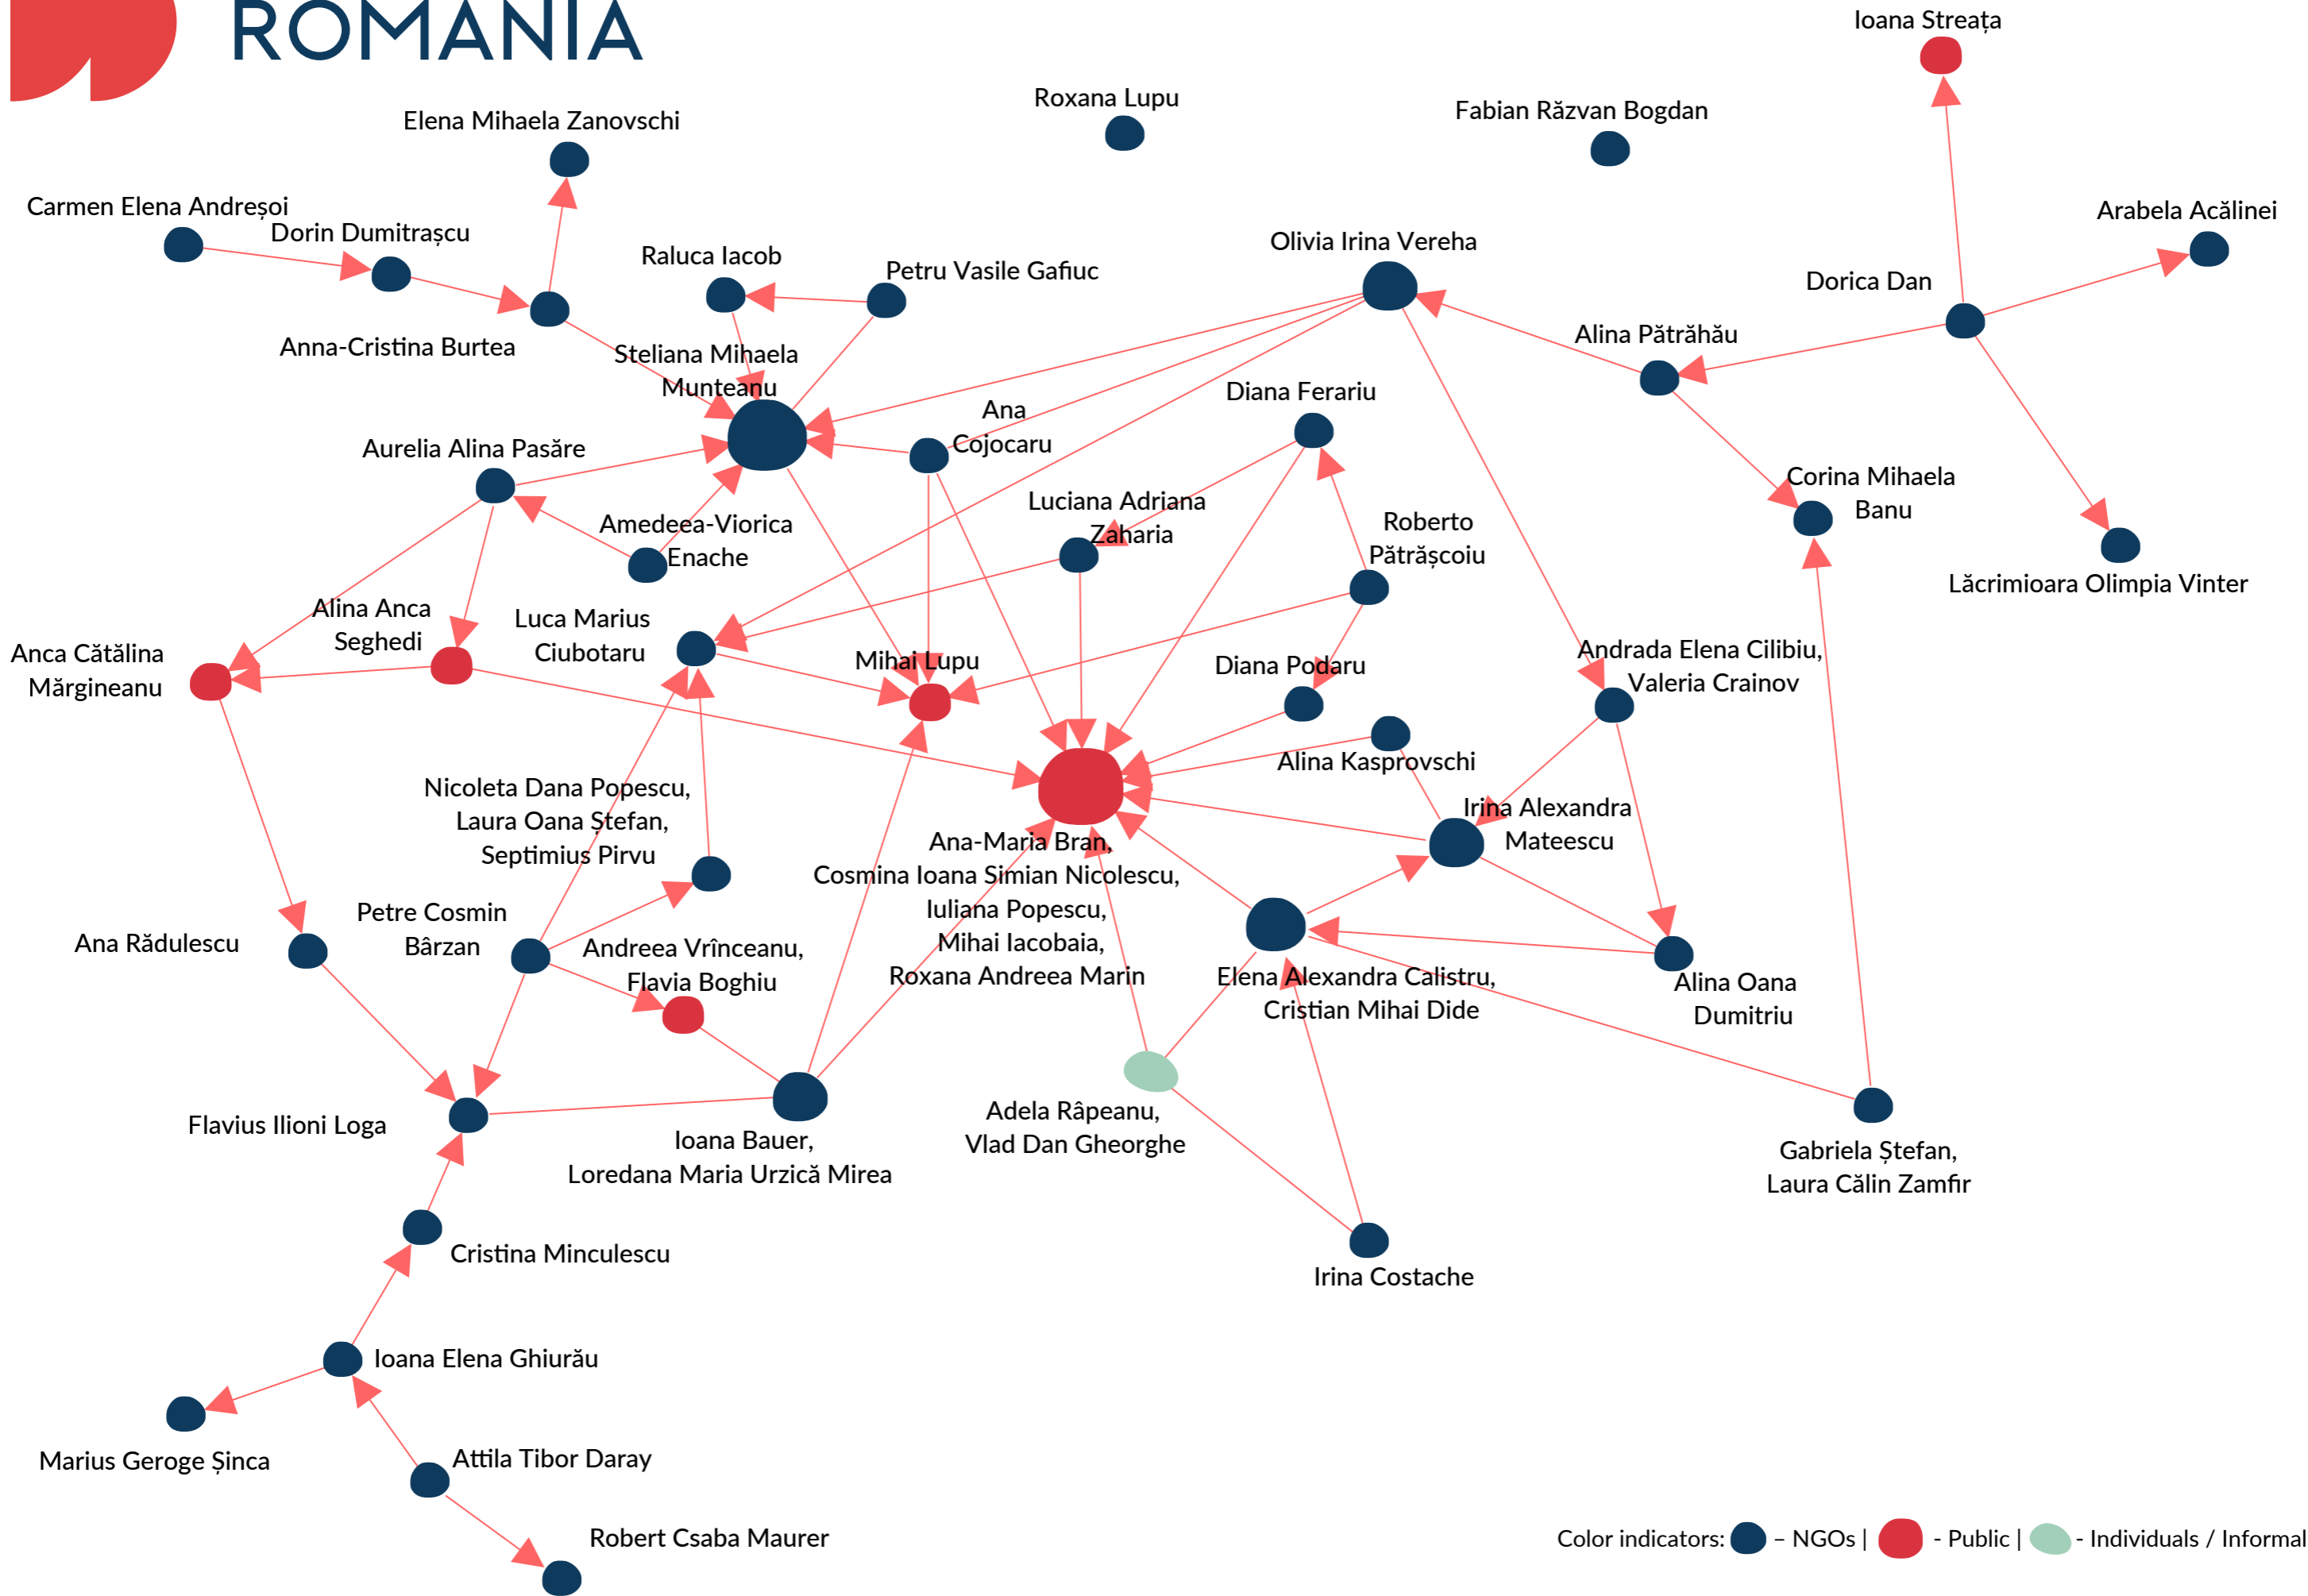 ROMANIA
Ioana Streața
Roxana Lupu
Fabian Răzvan Bogdan
Elena Mihaela Zanovschi
Carmen Elena Andreșoi
Dorin Dumitrașcu
Arabela Acălinei
Olivia Irina Vereha
Raluca Iacob
Petru Vasile Gafiuc
Dorica Dan
Alina Pătrăhău
Anna-Cristina Burtea
Steliana Mihaela
Munteanu
Diana Ferariu
Ana
Cojocaru
Aurelia Alina Pasăre
Corina Mihaela
Banu
Luciana Adriana
Zaharia
Amedeea-Viorica
Enache
Roberto
Pătrășcoiu
Lăcrimioara Olimpia Vinter
Alina Anca
Seghedi
Luca Marius
Ciubotaru
Anca Cătălina
Mărgineanu
Mihai Lupu
Diana Podaru
Andrada Elena Cilibiu,
Valeria Crainov
Alina Kasprovschi
Nicoleta Dana Popescu,
Laura Oana Ștefan,
Septimius Pirvu
Irina Alexandra
Mateescu
Ana-Maria Bran,
Cosmina Ioana Simian Nicolescu,
Iuliana Popescu,
Mihai Iacobaia,
Roxana Andreea Marin
Petre Cosmin
Bârzan
Ana Rădulescu
Andreea Vrînceanu,
Flavia Boghiu
Elena Alexandra Calistru,
Cristian Mihai Dide
Alina Oana
Dumitriu
Flavius Ilioni Loga
Ioana Bauer,
Loredana Maria Urzică Mirea
Adela Râpeanu,
Vlad Dan Gheorghe
Gabriela Ștefan,
Laura Călin Zamfir
Cristina Minculescu
Irina Costache
Ioana Elena Ghiurău
Marius Geroge Șinca
Attila Tibor Daray
Robert Csaba Maurer
Color indicators: – NGOs | - Public | - Individuals / Informal